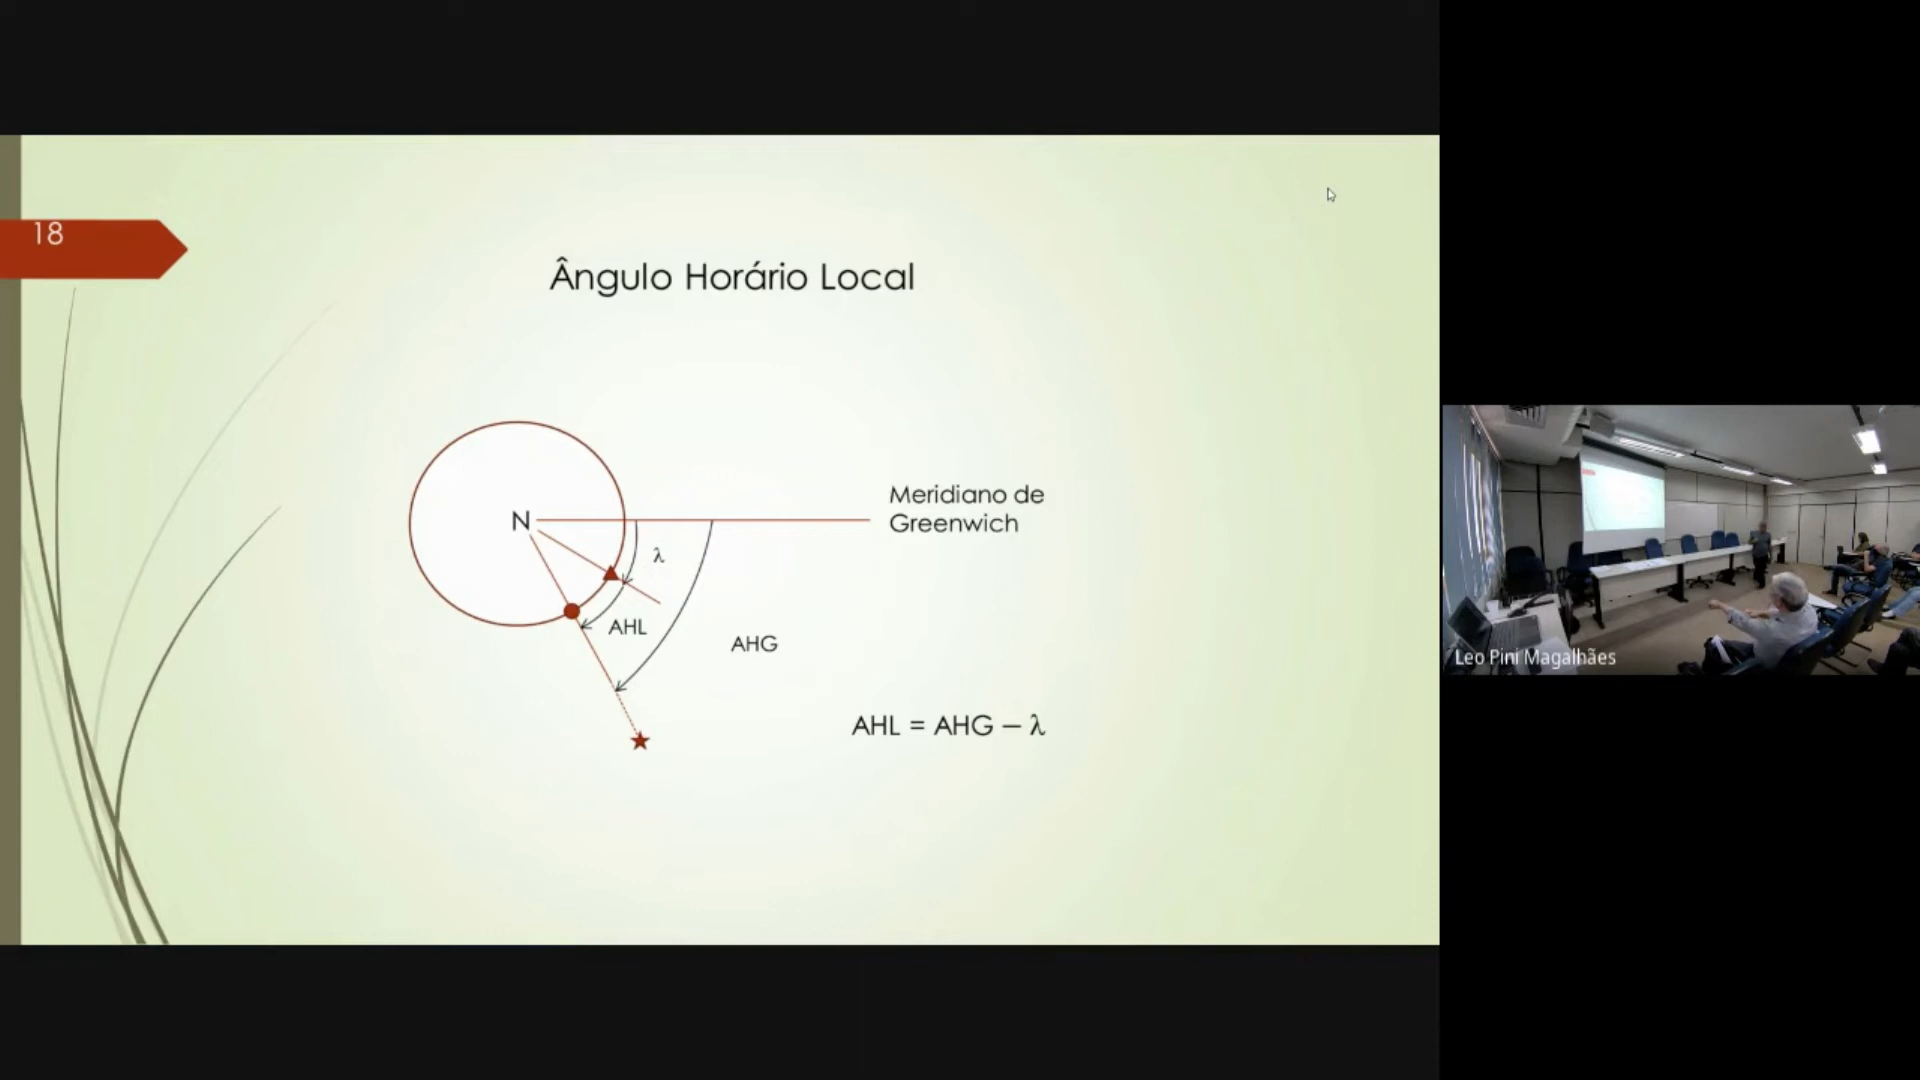 18
Ângulo Horário Local
Meridiano de
Greenwich
N
λ
AHL
AHG
AHL = AHG – λ
Leo Pini Magalhães